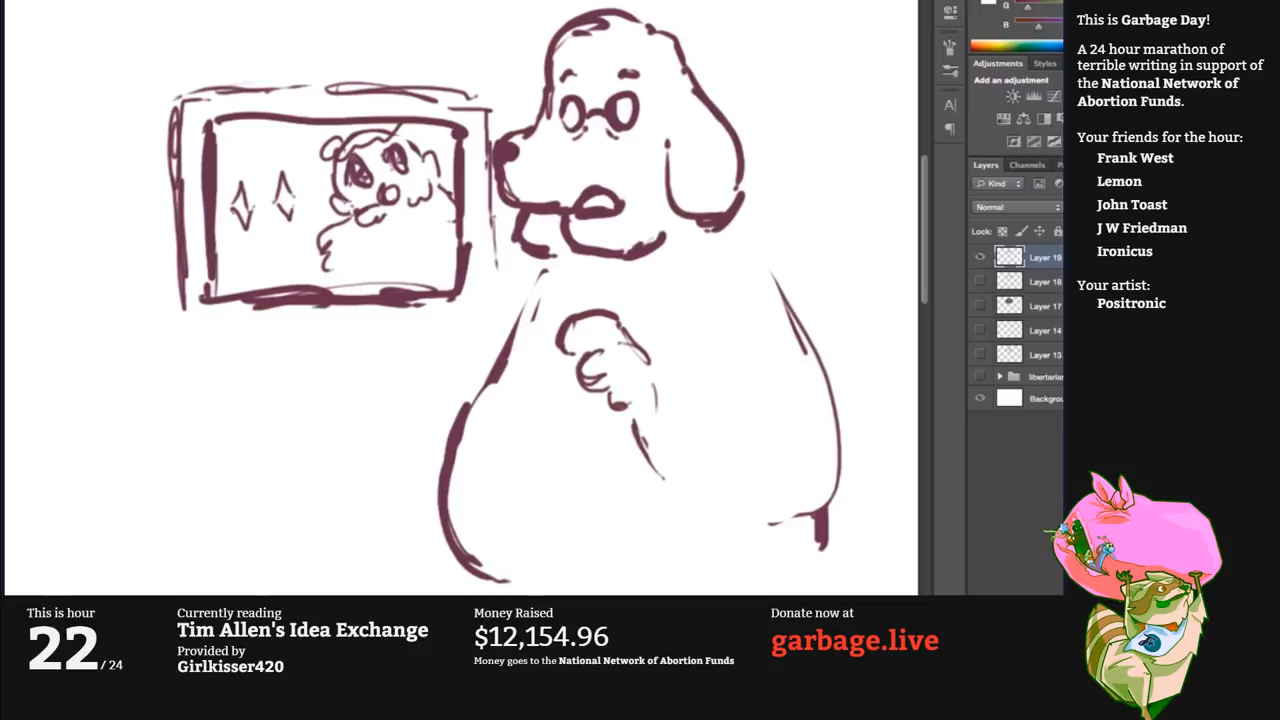 G
B
Adjustments
Styles
Add an adjustment
A
Layers
Channels
Kind
Normal
Lock:
Layer 19
Layer 18
Layer 17
Layer 14
Layer 13
libertaria
Backgrou
This is Garbage Day!
A 24 hour marathon of
terrible writing in support of
the National Network of
Abortion Funds.
Your friends for the hour:
Frank West
Lemon
John Toast
J W Friedman
Ironicus
Your artist:
Positronic
This is hour
22 / 24
Currently reading
Tim Allen's Idea Exchange
Provided by
Girlkisser420
Money Raised
$12,154.96
Money goes to the National Network of Abortion Funds
Donate now at
garbage.live